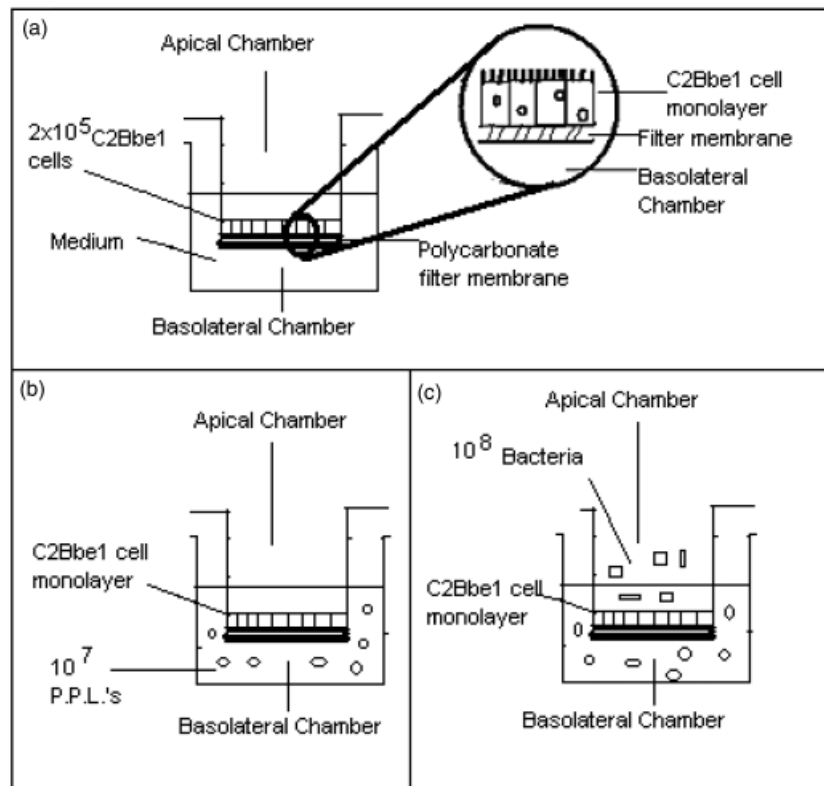 (a)
Apical Chamber
2x10⁵C2Bbe1
cells
Medium
C2Bbe1 cell
monolayer
Filter membrane
Basolateral
Chamber
Polycarbonate
filter membrane
Basolateral Chamber
(b)
Apical Chamber
C2Bbe1 cell
monolayer
10⁷
P.P.L.'s
Basolateral Chamber
(c)
Apical Chamber
10⁸ Bacteria
C2Bbe1 cell
monolayer
Basolateral Chamber